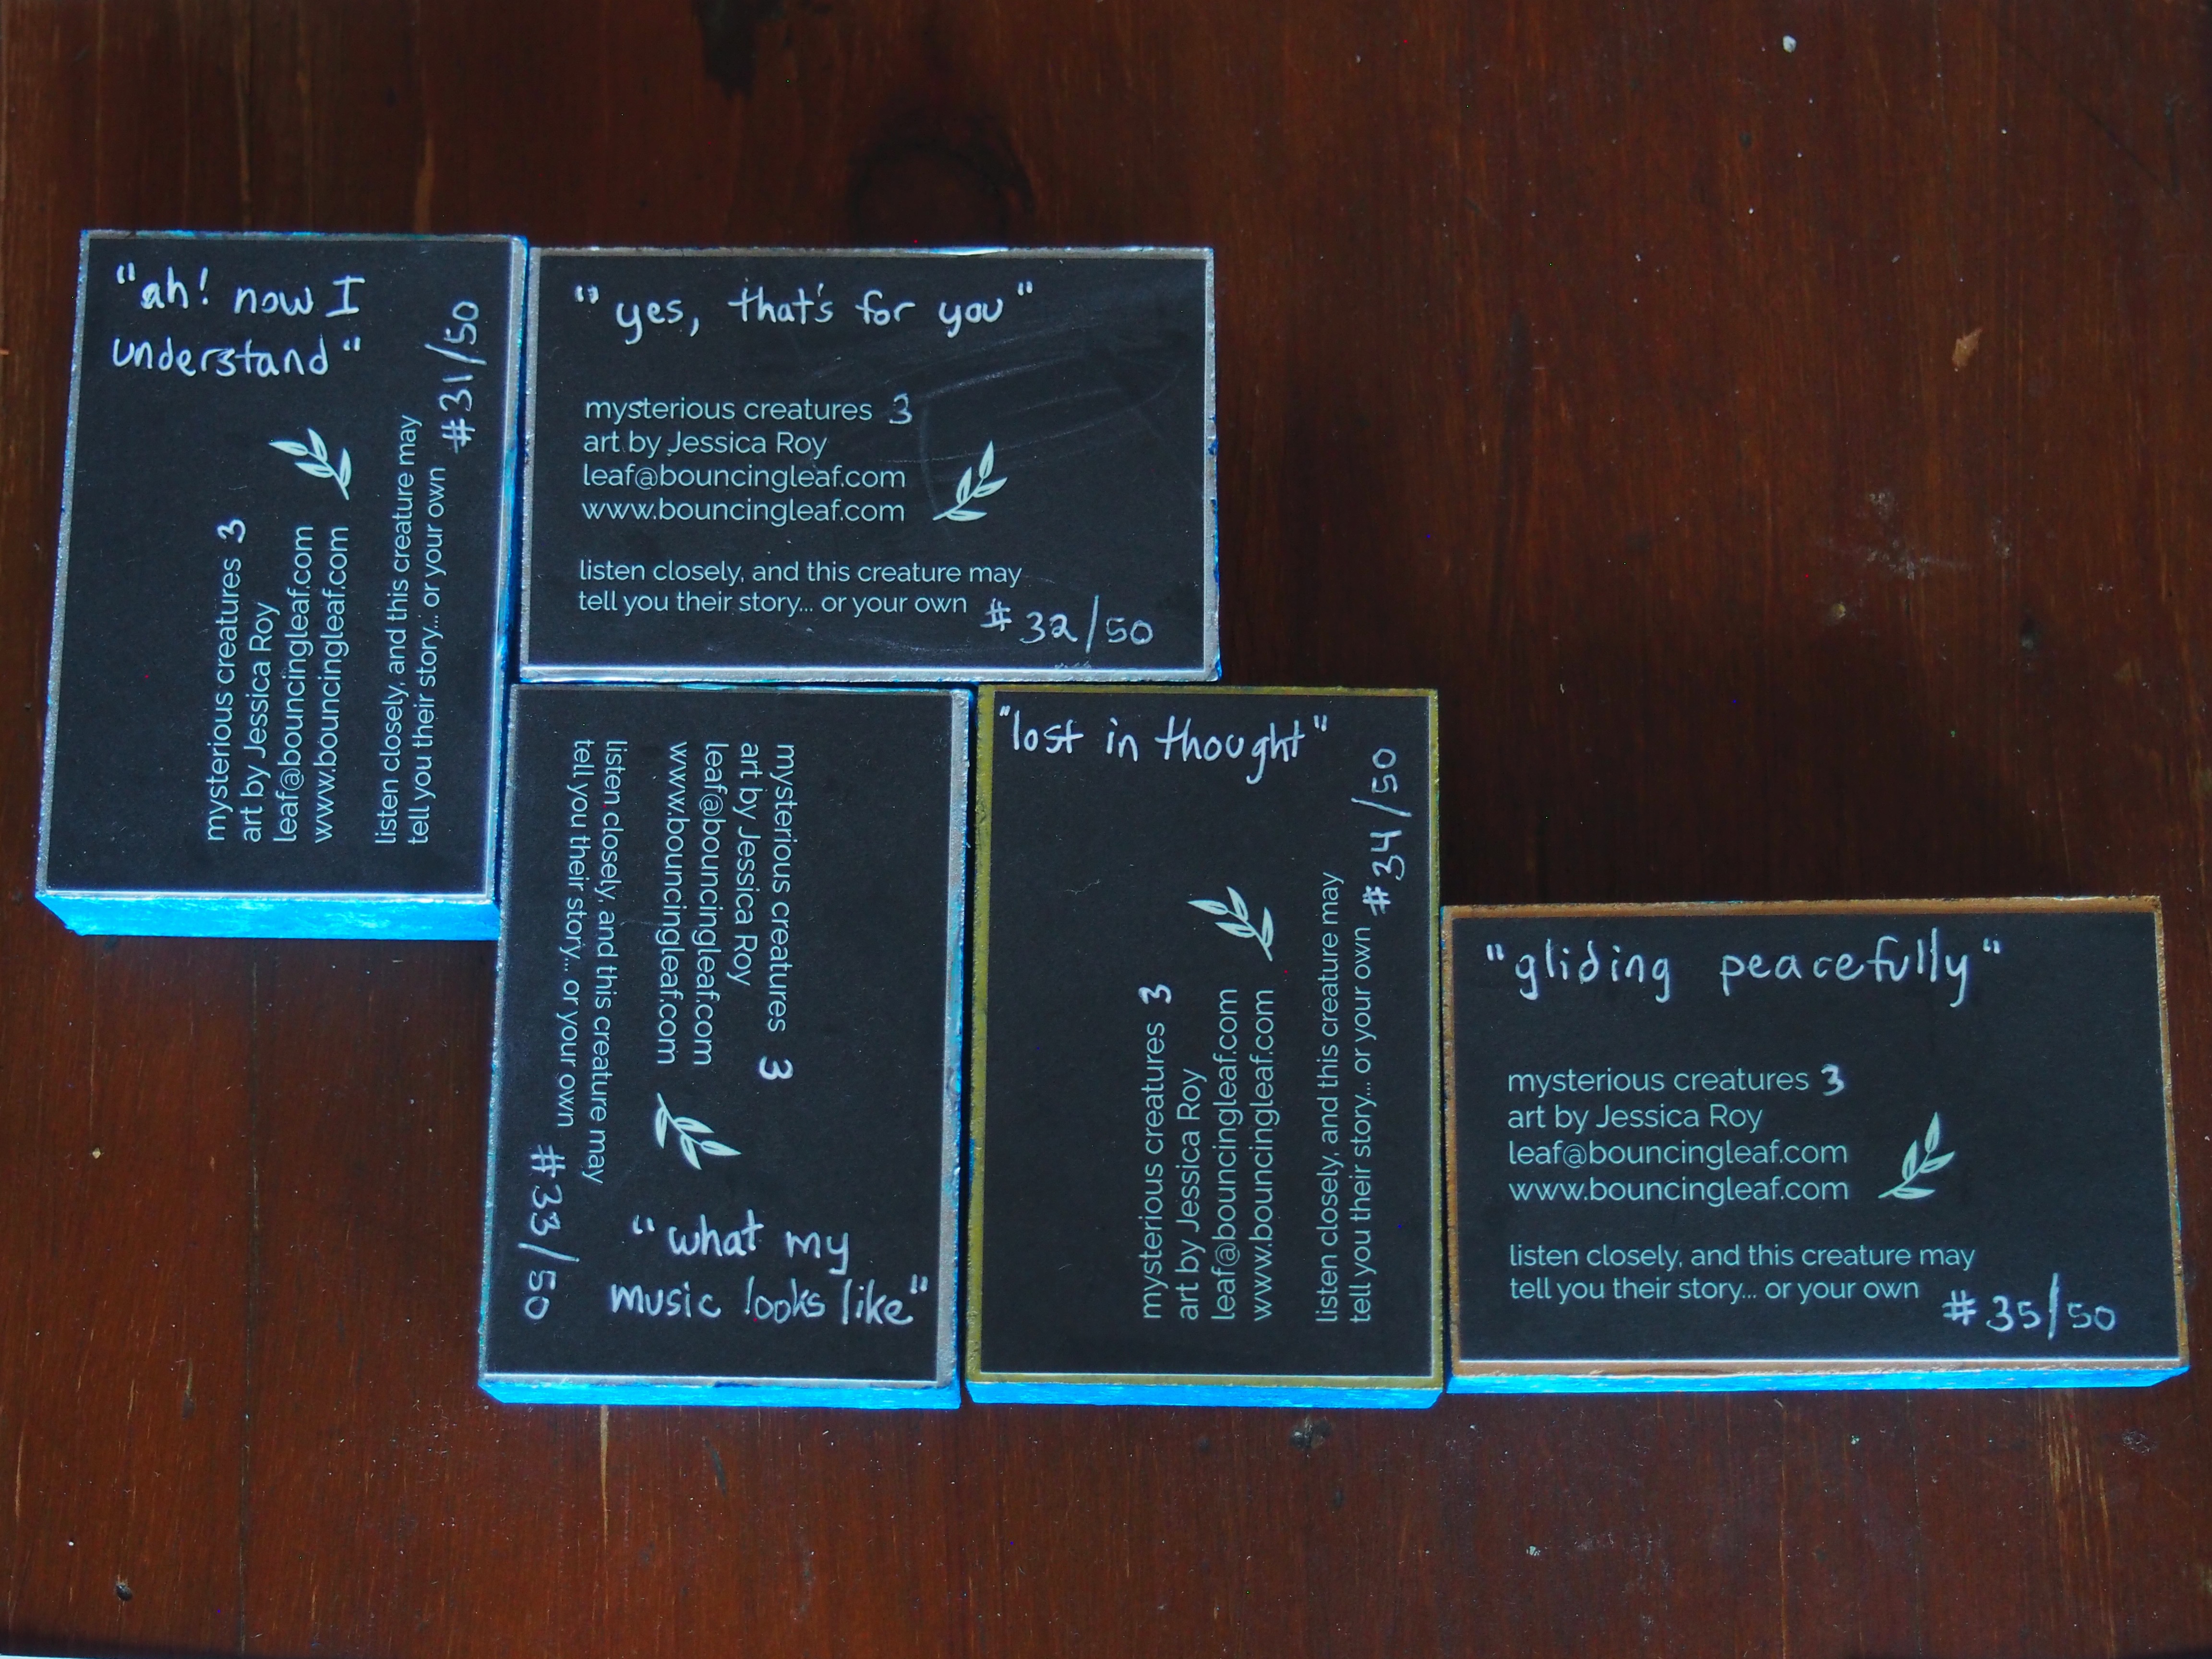 "ah! now I
understand"
mysterious creatures 3
art by Jessica Roy
leaf@bouncingleaf.com
www.bouncingleaf.com
listen closely, and this creature may
tell you their story... or your own
#31/50
"yes, that's for you"
mysterious creatures 3
art by Jessica Roy
leaf@bouncingleaf.com
www.bouncingleaf.com
listen closely, and this creature may
tell you their story... or your own
#32/50
mysterious creatures 3
art by Jessica Roy
leaf@bouncingleaf.com
www.bouncingleaf.com
listen closely, and this creature may
tell you their story... or your own
#33/50
"what my
music looks like"
"lost in thought"
mysterious creatures 3
art by Jessica Roy
leaf@bouncingleaf.com
www.bouncingleaf.com
listen closely, and this creature may
tell you their story... or your own
#34/50
"gliding peacefully"
mysterious creatures 3
art by Jessica Roy
leaf@bouncingleaf.com
www.bouncingleaf.com
listen closely, and this creature may
tell you their story... or your own
#35/50